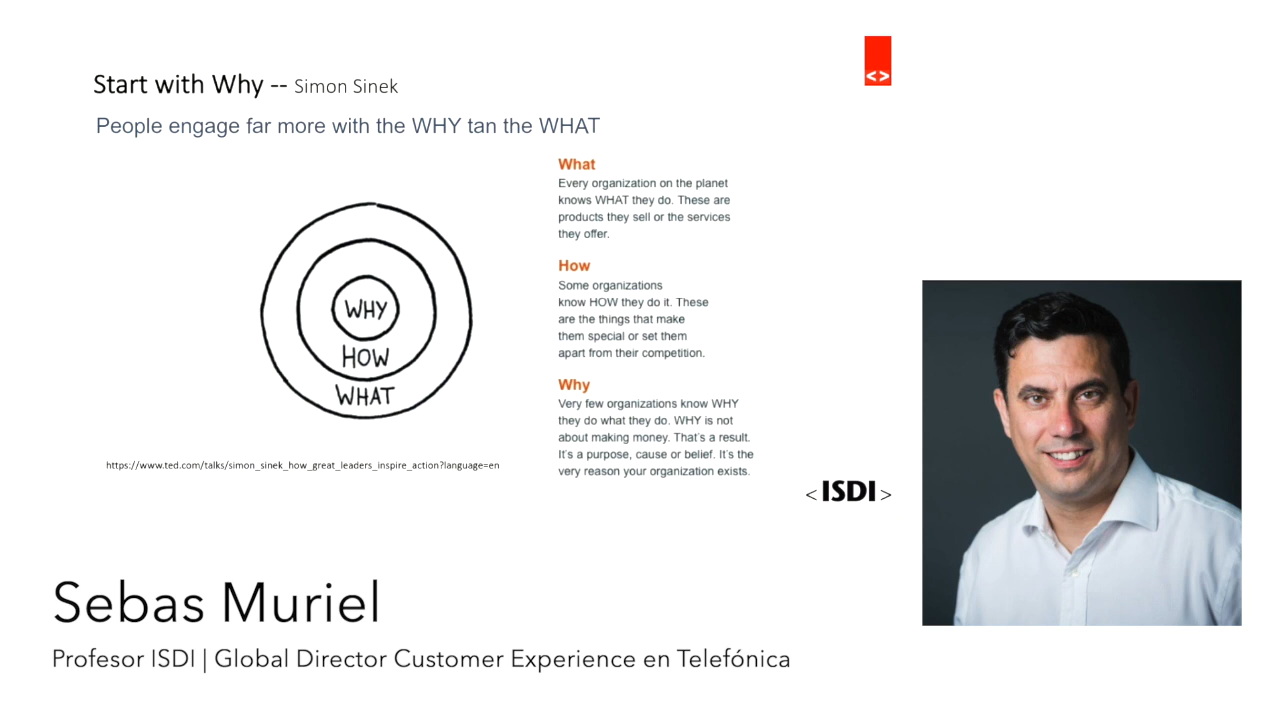 Start with Why -- Simon Sinek
People engage far more with the WHY tan the WHAT
WHY
HOW
WHAT
https://www.ted.com/talks/simon_sinek_how_great_leaders_inspire_action?language=en
What
Every organization on the planet
knows WHAT they do. These are
products they sell or the services
they offer.
How
Some organizations
know HOW they do it. These
are the things that make
them special or set them
apart from their competition.
Why
Very few organizations know WHY
they do what they do. WHY is not
about making money. That's a result.
It's a purpose, cause or belief. It's the
very reason your organization exists.
<>
<ISDI>
Sebas Muriel
Profesor ISDI | Global Director Customer Experience en Telefónica